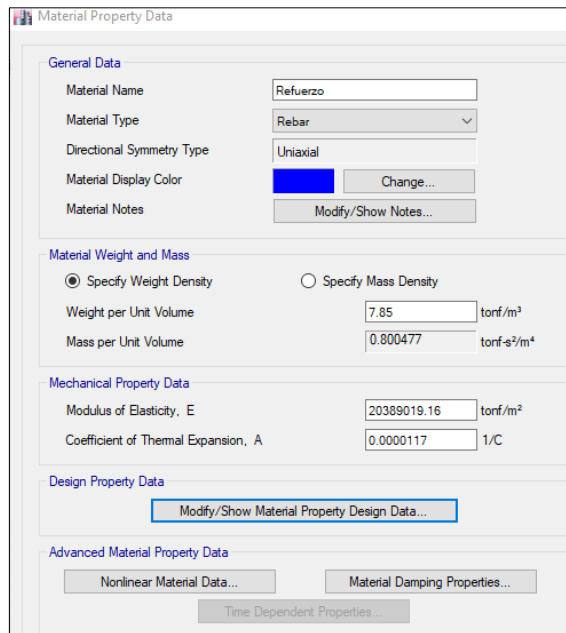 Material Property Data
General Data
Material Name Refuerzo
Material Type Rebar
Directional Symmetry Type Uniaxial
Material Display Color Change...
Material Notes Modify/Show Notes...
Material Weight and Mass
Specify Weight Density Specify Mass Density
Weight per Unit Volume 7.85 tonf/m³
Mass per Unit Volume 0.800477 tonf-s²/m⁴
Mechanical Property Data
Modulus of Elasticity, E 20389019.16 tonf/m²
Coefficient of Thermal Expansion, A 0.0000117 1/C
Design Property Data
Modify/Show Material Property Design Data...
Advanced Material Property Data
Nonlinear Material Data... Material Damping Properties...
Time Dependent Properties...